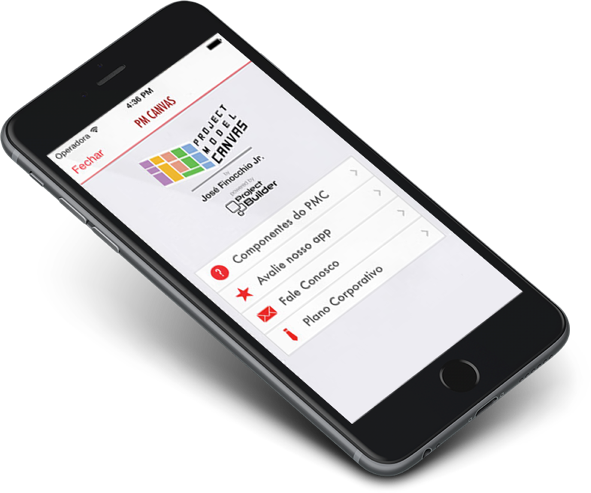 Operadora 4:36 PM
Fechar PM CANVAS
PROJECT
MODEL
CANVAS
by
José Finocchio Jr.
powered by
Project
Builder
? Componentes do PMC
Avalie nosso app
Fale Conosco
Plano Corporativo